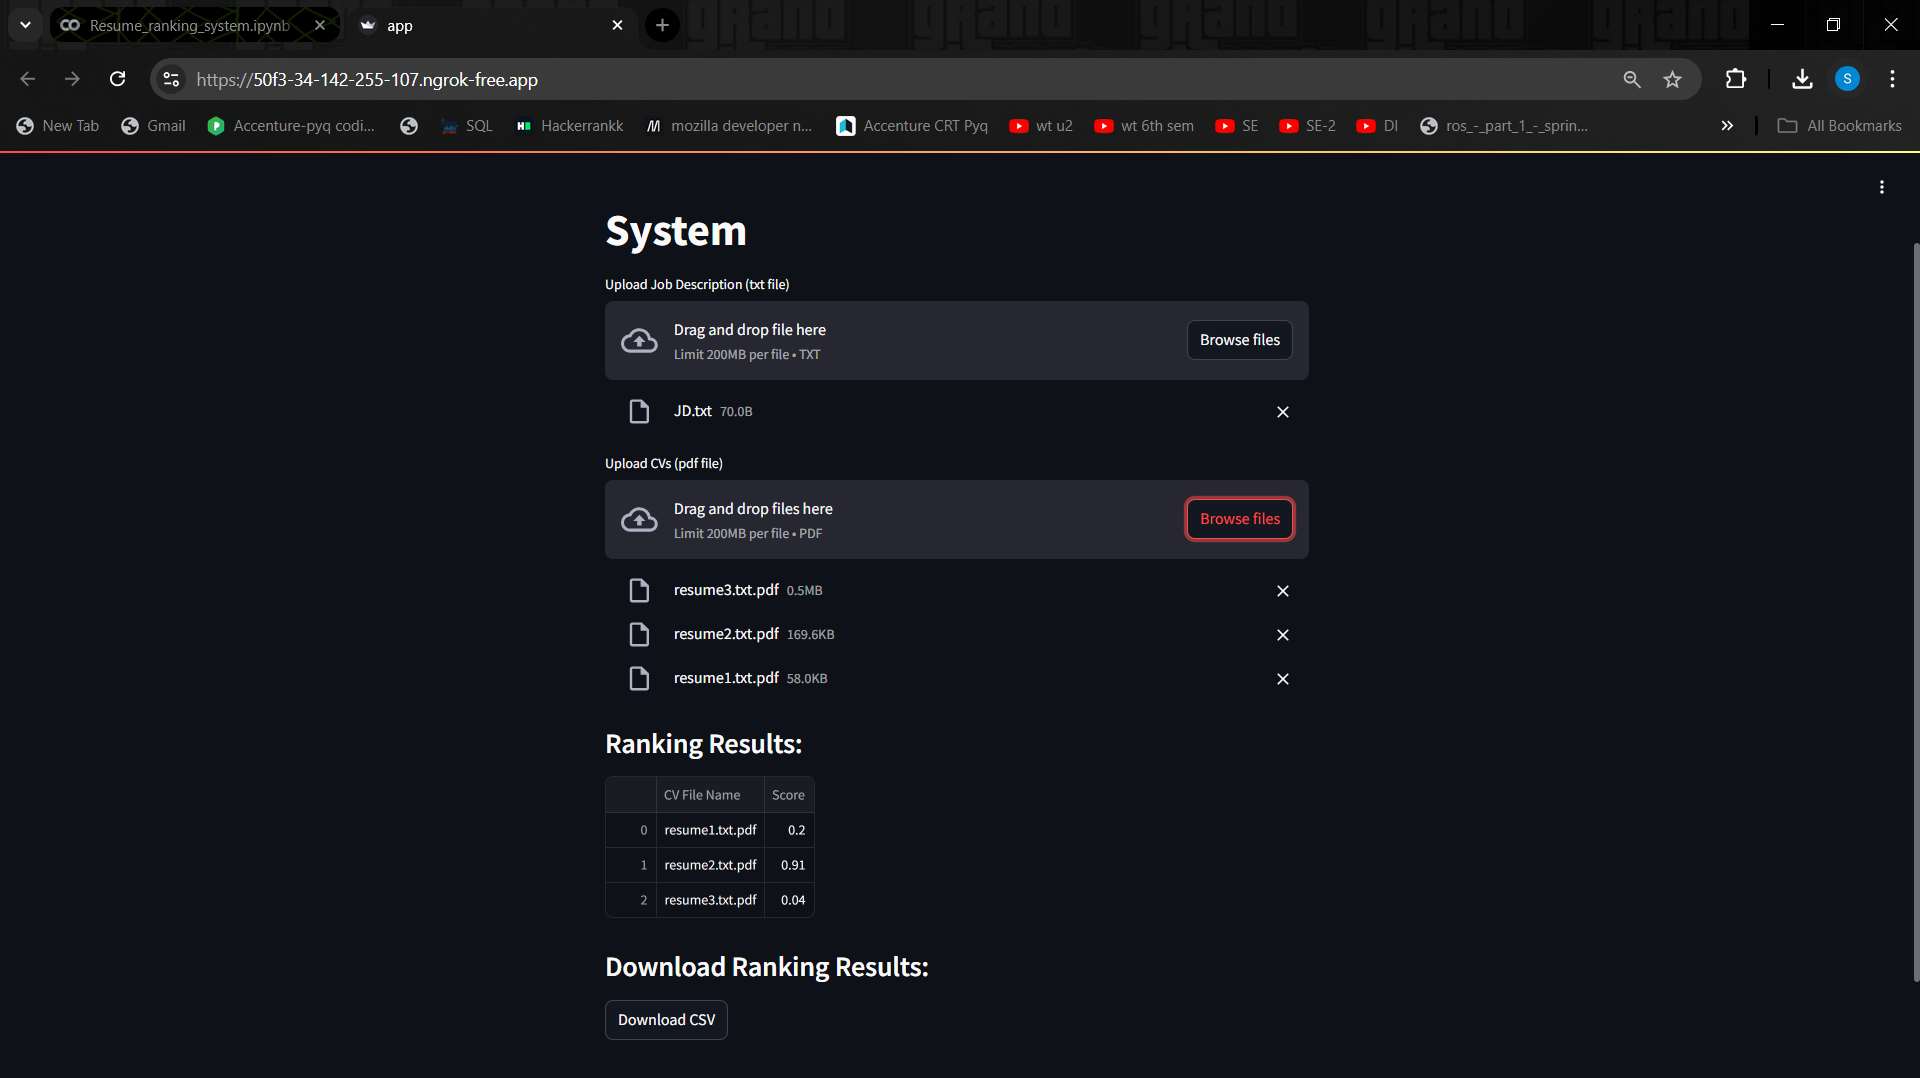 Resume_ranking_system.ipynb
app
https://50f3-34-142-255-107.ngrok-free.app
S
New Tab
Gmail
Accenture-pyq codi...
SQL
Hackerrankk
mozilla developer n...
Accenture CRT Pyq
wt u2
wt 6th sem
SE
SE-2
DI
ros_-_part_1_-_sprin...
All Bookmarks
System
Upload Job Description (txt file)
Drag and drop file here
Limit 200MB per file • TXT
Browse files
JD.txt 70.0B
Upload CVs (pdf file)
Drag and drop files here
Limit 200MB per file • PDF
Browse files
resume3.txt.pdf 0.5MB
resume2.txt.pdf 169.6KB
resume1.txt.pdf 58.0KB
Ranking Results:
CV File Name Score
0 resume1.txt.pdf 0.2
1 resume2.txt.pdf 0.91
2 resume3.txt.pdf 0.04
Download Ranking Results:
Download CSV